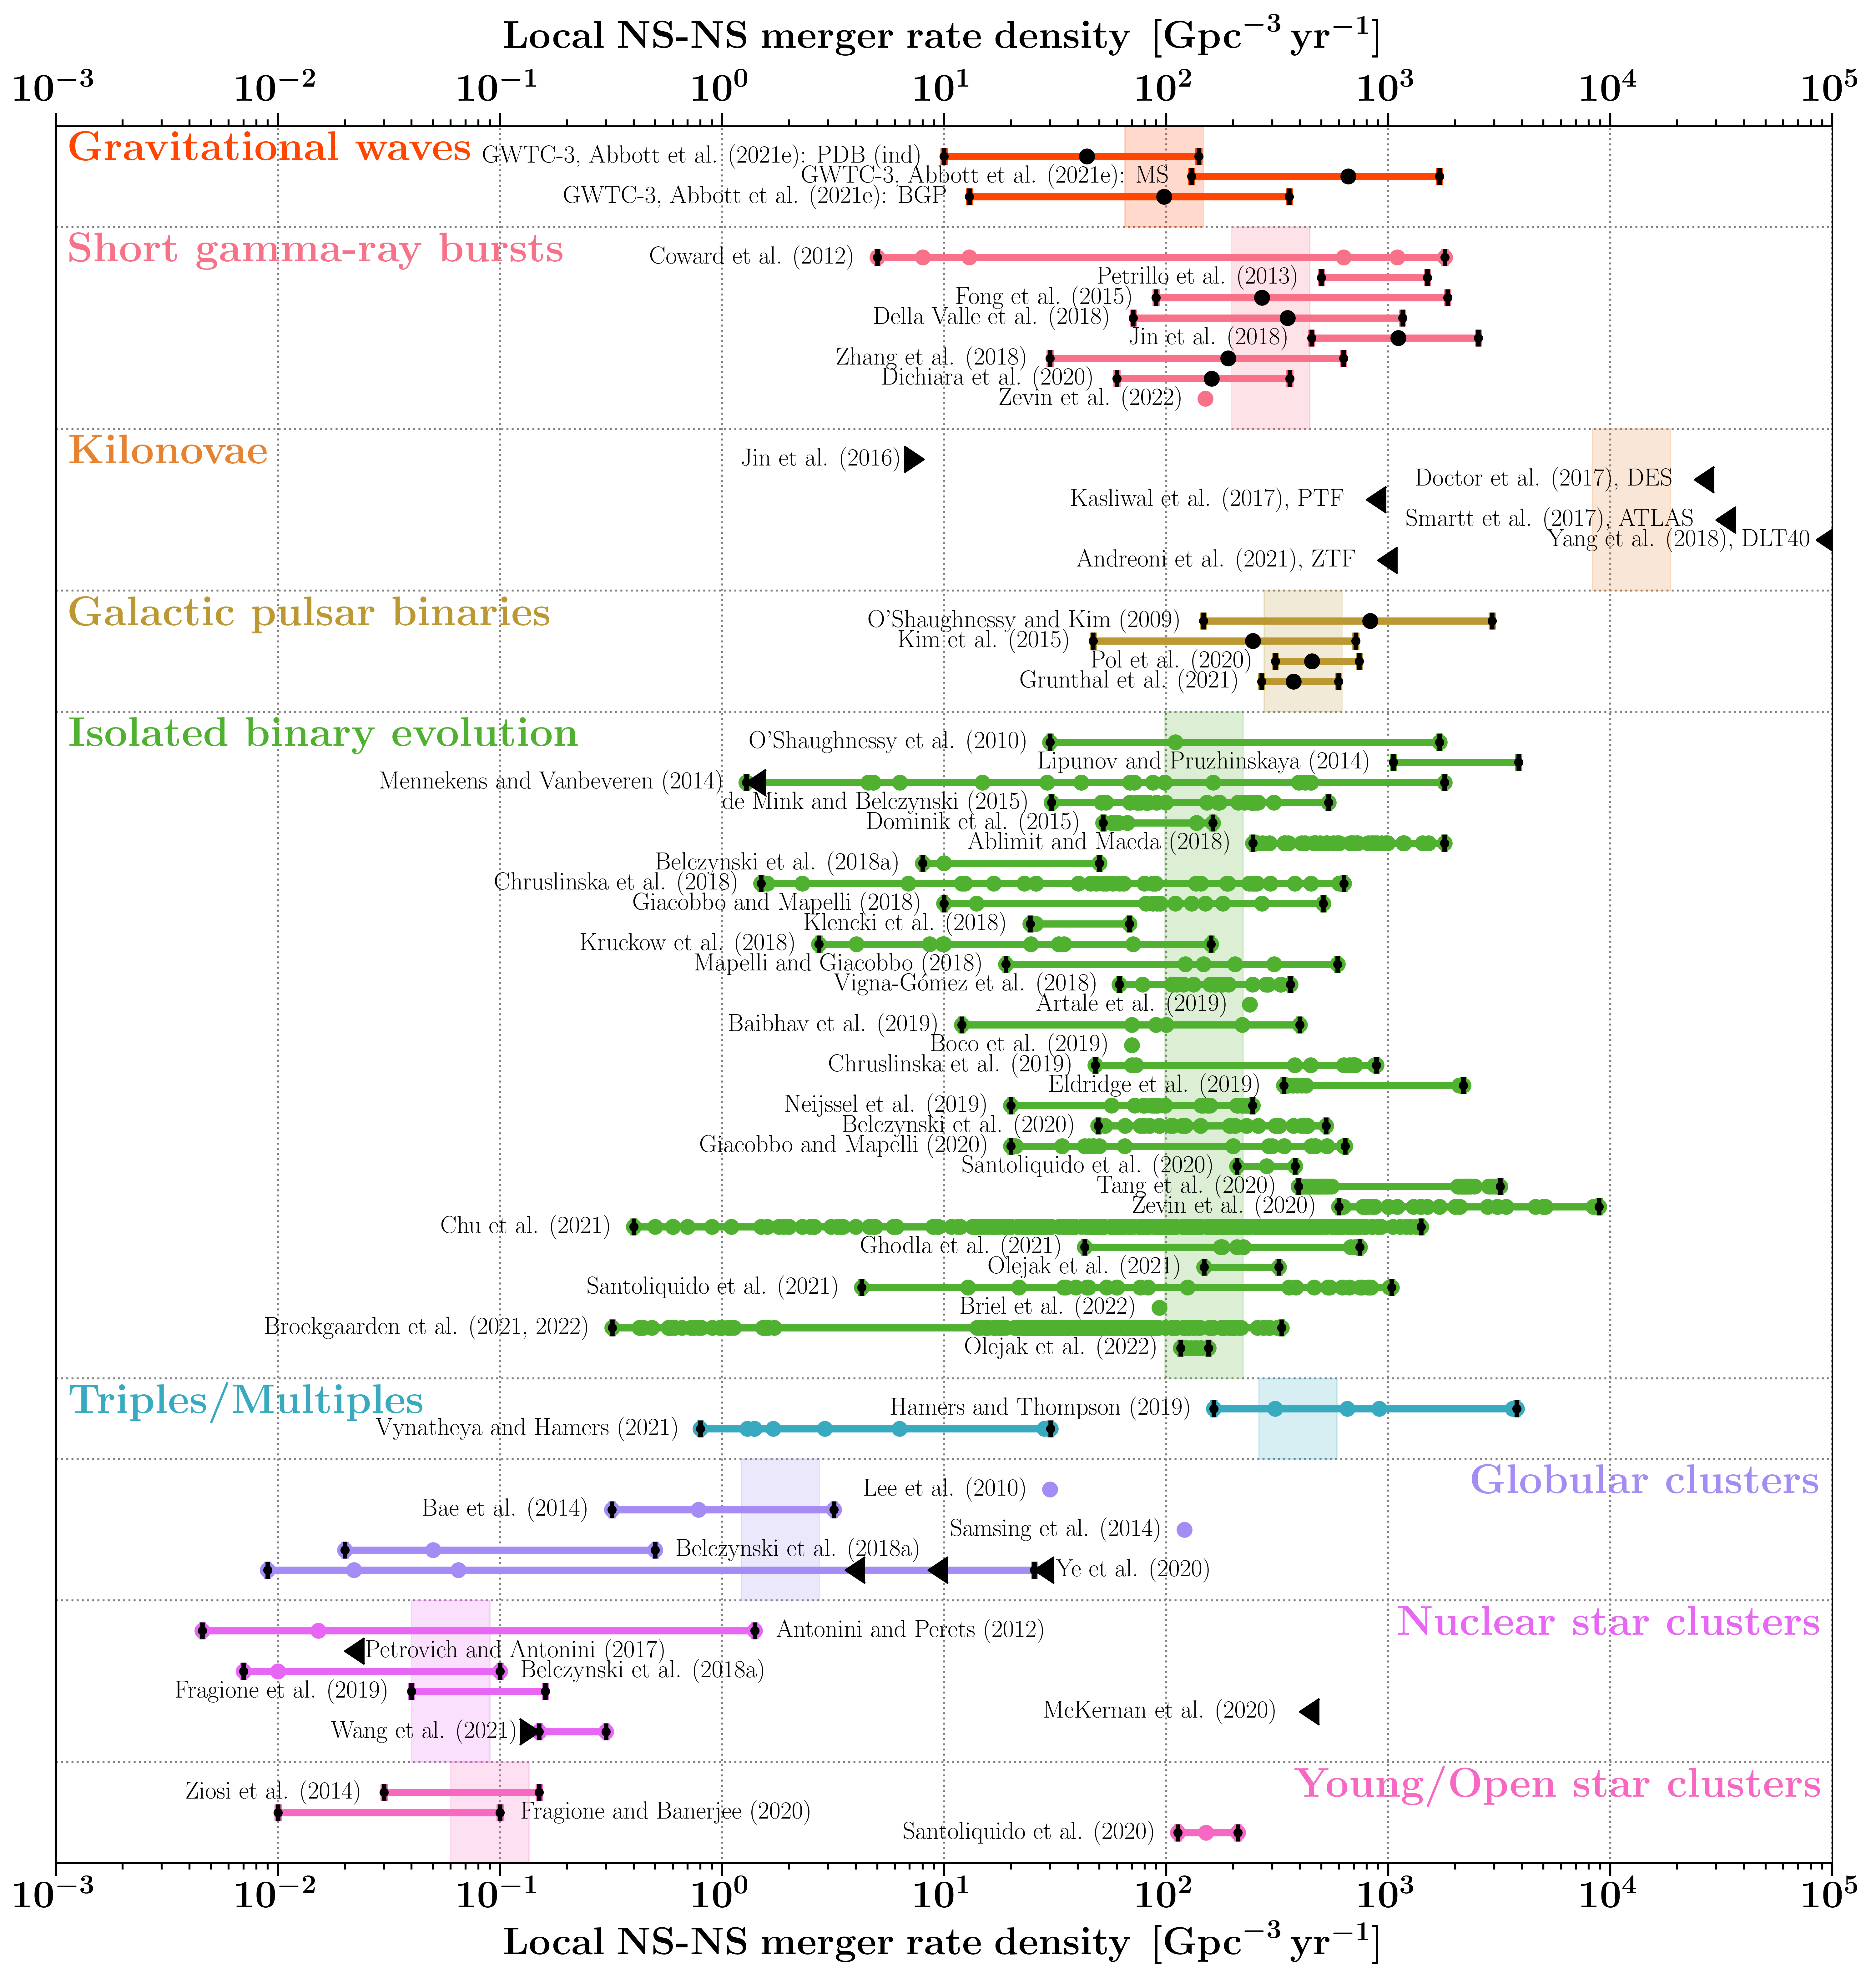 Local NS-NS merger rate density [Gpc⁻³ yr⁻¹]
10⁻³ 10⁻² 10⁻¹ 10⁰ 10¹ 10² 10³ 10⁴ 10⁵
Gravitational waves
GWTC-3, Abbott et al. (2021e): PDB (ind)
GWTC-3, Abbott et al. (2021e): MS
GWTC-3, Abbott et al. (2021e): BGP
Short gamma-ray bursts
Coward et al. (2012)
Petrillo et al. (2013)
Fong et al. (2015)
Della Valle et al. (2018)
Jin et al. (2018)
Zhang et al. (2018)
Dichiara et al. (2020)
Zevin et al. (2022)
Kilonovae
Jin et al. (2016)
Doctor et al. (2017), DES
Kasliwal et al. (2017), PTF
Smartt et al. (2017), ATLAS
Yang et al. (2018), DLT40
Andreoni et al. (2021), ZTF
Galactic pulsar binaries
O'Shaughnessy and Kim (2009)
Kim et al. (2015)
Pol et al. (2020)
Grunthal et al. (2021)
Isolated binary evolution
O'Shaughnessy et al. (2010)
Lipunov and Pruzhinskaya (2014)
Mennekens and Vanbeveren (2014)
de Mink and Belczynski (2015)
Dominik et al. (2015)
Ablimit and Maeda (2018)
Belczynski et al. (2018a)
Chruslinska et al. (2018)
Giacobbo and Mapelli (2018)
Klencki et al. (2018)
Kruckow et al. (2018)
Mapelli and Giacobbo (2018)
Vigna-Gómez et al. (2018)
Artale et al. (2019)
Baibhav et al. (2019)
Boco et al. (2019)
Chruslinska et al. (2019)
Eldridge et al. (2019)
Neijssel et al. (2019)
Belczynski et al. (2020)
Giacobbo and Mapelli (2020)
Santoliquido et al. (2020)
Tang et al. (2020)
Zevin et al. (2020)
Chu et al. (2021)
Ghodla et al. (2021)
Olejak et al. (2021)
Santoliquido et al. (2021)
Briel et al. (2022)
Broekgaarden et al. (2021, 2022)
Olejak et al. (2022)
Triples/Multiples
Hamers and Thompson (2019)
Vynatheya and Hamers (2021)
Globular clusters
Lee et al. (2010)
Bae et al. (2014)
Samsing et al. (2014)
Belczynski et al. (2018a)
Ye et al. (2020)
Nuclear star clusters
Antonini and Perets (2012)
Petrovich and Antonini (2017)
Belczynski et al. (2018a)
Fragione et al. (2019)
McKernan et al. (2020)
Wang et al. (2021)
Young/Open star clusters
Ziosi et al. (2014)
Fragione and Banerjee (2020)
Santoliquido et al. (2020)
10⁻³ 10⁻² 10⁻¹ 10⁰ 10¹ 10² 10³ 10⁴ 10⁵
Local NS-NS merger rate density [Gpc⁻³ yr⁻¹]